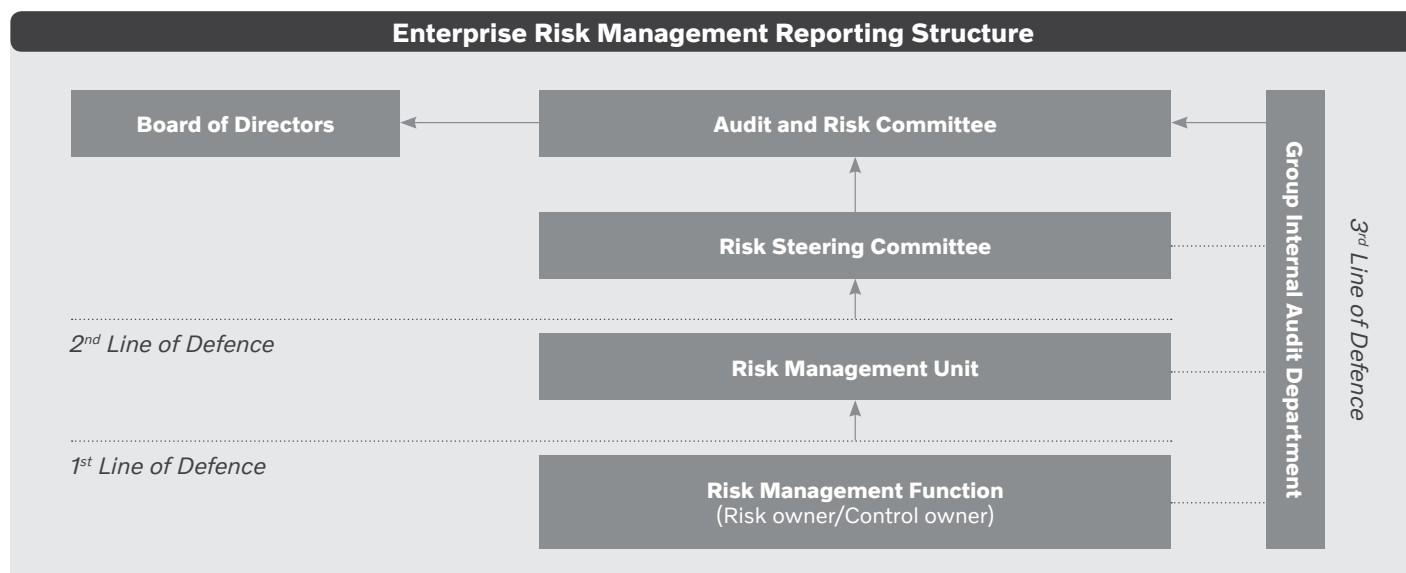 Enterprise Risk Management Reporting Structure
Board of Directors
Audit and Risk Committee
Risk Steering Committee
2nd Line of Defence
Risk Management Unit
1st Line of Defence
Risk Management Function
(Risk owner/Control owner)
Group Internal Audit Department
3rd Line of Defence